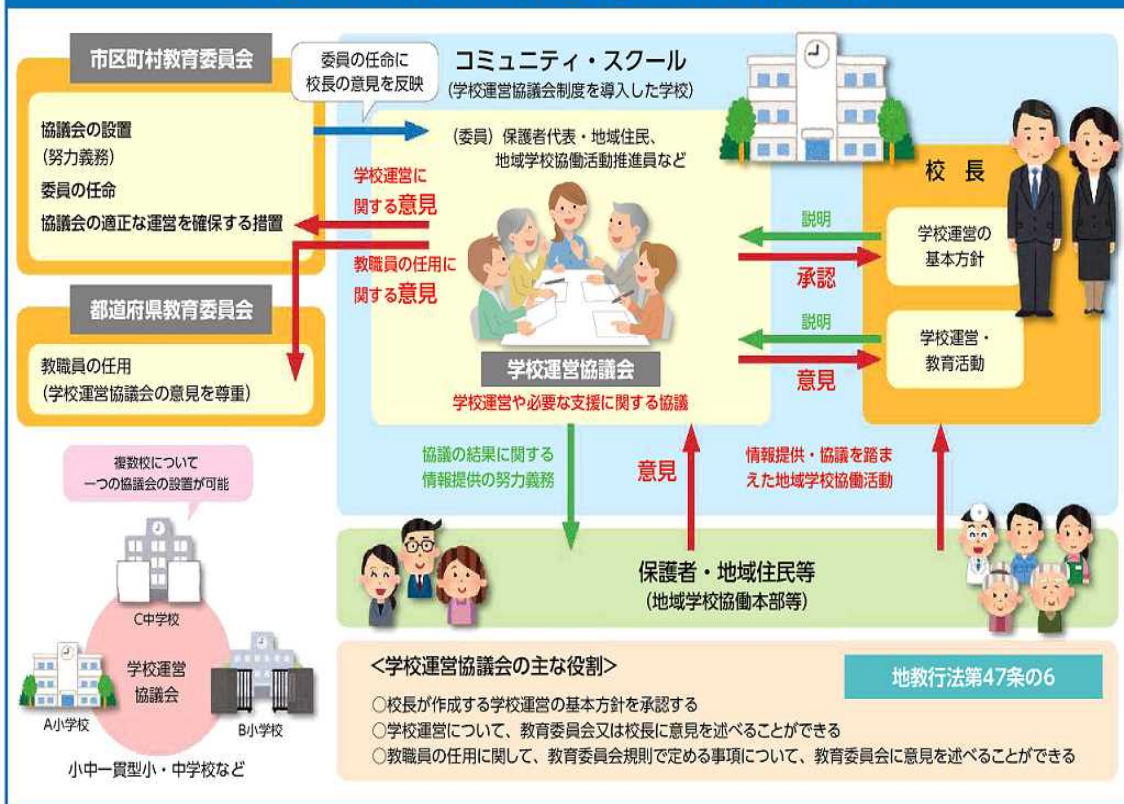 市区町村教育委員会
協議会の設置
(努力義務)
委員の任命
協議会の適正な運営を確保する措置
委員の任命に
校長の意見を反映
コミュニティ・スクール
(学校運営協議会制度を導入した学校)
(委員) 保護者代表・地域住民、
地域学校協働活動推進員など
学校運営に
関する意見
教職員の任用に
関する意見
都道府県教育委員会
教職員の任用
(学校運営協議会の意見を尊重)
学校運営協議会
学校運営や必要な支援に関する協議
校長
説明
承認
学校運営の
基本方針
説明
意見
学校運営・
教育活動
協議の結果に関する
情報提供の努力義務
意見
情報提供・協議を踏ま
えた地域学校協働活動
保護者・地域住民等
(地域学校協働本部等)
複数校について
一つの協議会の設置が可能
C中学校
学校運営
協議会
A小学校
B小学校
小中一貫型小・中学校など
<学校運営協議会の主な役割>
地教行法第47条の6
○校長が作成する学校運営の基本方針を承認する
○学校運営について、教育委員会又は校長に意見を述べることができる
○教職員の任用に関して、教育委員会規則で定める事項について、教育委員会に意見を述べることができる